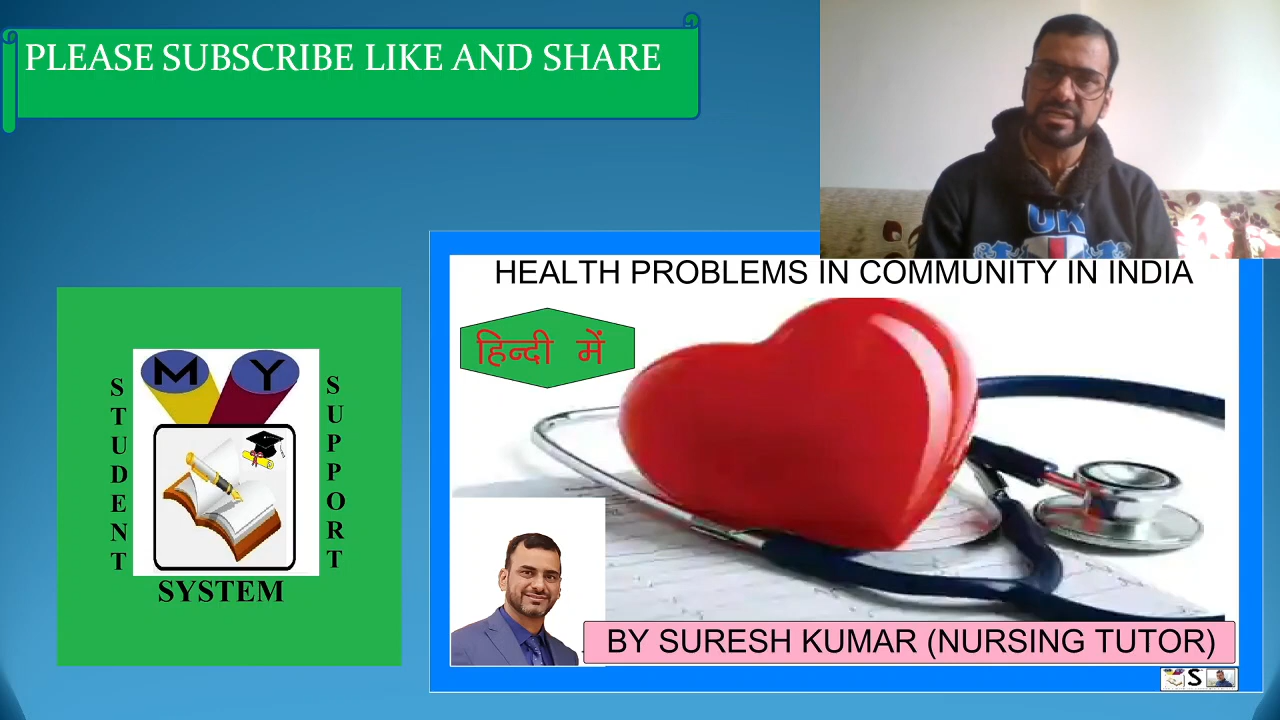 PLEASE SUBSCRIBE LIKE AND SHARE
UK
HEALTH PROBLEMS IN COMMUNITY IN INDIA
हिन्दी में
MY
STUDENT
SUPPORT
SYSTEM
BY SURESH KUMAR (NURSING TUTOR)
S